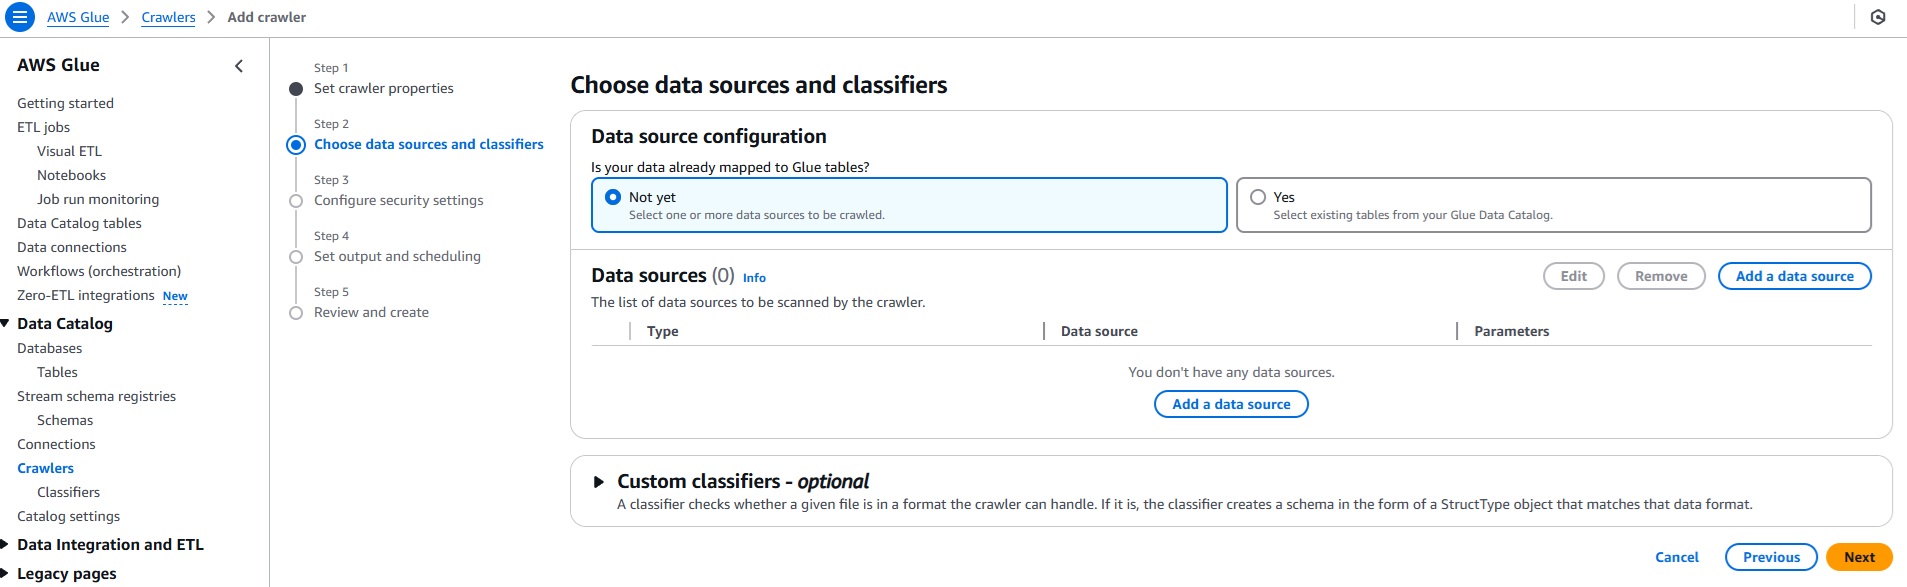 AWS Glue > Crawlers > Add crawler
AWS Glue
Getting started
ETL jobs
Visual ETL
Notebooks
Job run monitoring
Data Catalog tables
Data connections
Workflows (orchestration)
Zero-ETL integrations New
Data Catalog
Databases
Tables
Stream schema registries
Schemas
Connections
Crawlers
Classifiers
Catalog settings
Data Integration and ETL
Legacy pages
Step 1
Set crawler properties
Step 2
Choose data sources and classifiers
Step 3
Configure security settings
Step 4
Set output and scheduling
Step 5
Review and create
Choose data sources and classifiers
Data source configuration
Is your data already mapped to Glue tables?
Not yet
Select one or more data sources to be crawled.
Yes
Select existing tables from your Glue Data Catalog.
Data sources (0) Info
Edit Remove Add a data source
The list of data sources to be scanned by the crawler.
Type Data source Parameters
You don't have any data sources.
Add a data source
Custom classifiers - optional
A classifier checks whether a given file is in a format the crawler can handle. If it is, the classifier creates a schema in the form of a StructType object that matches that data format.
Cancel Previous Next